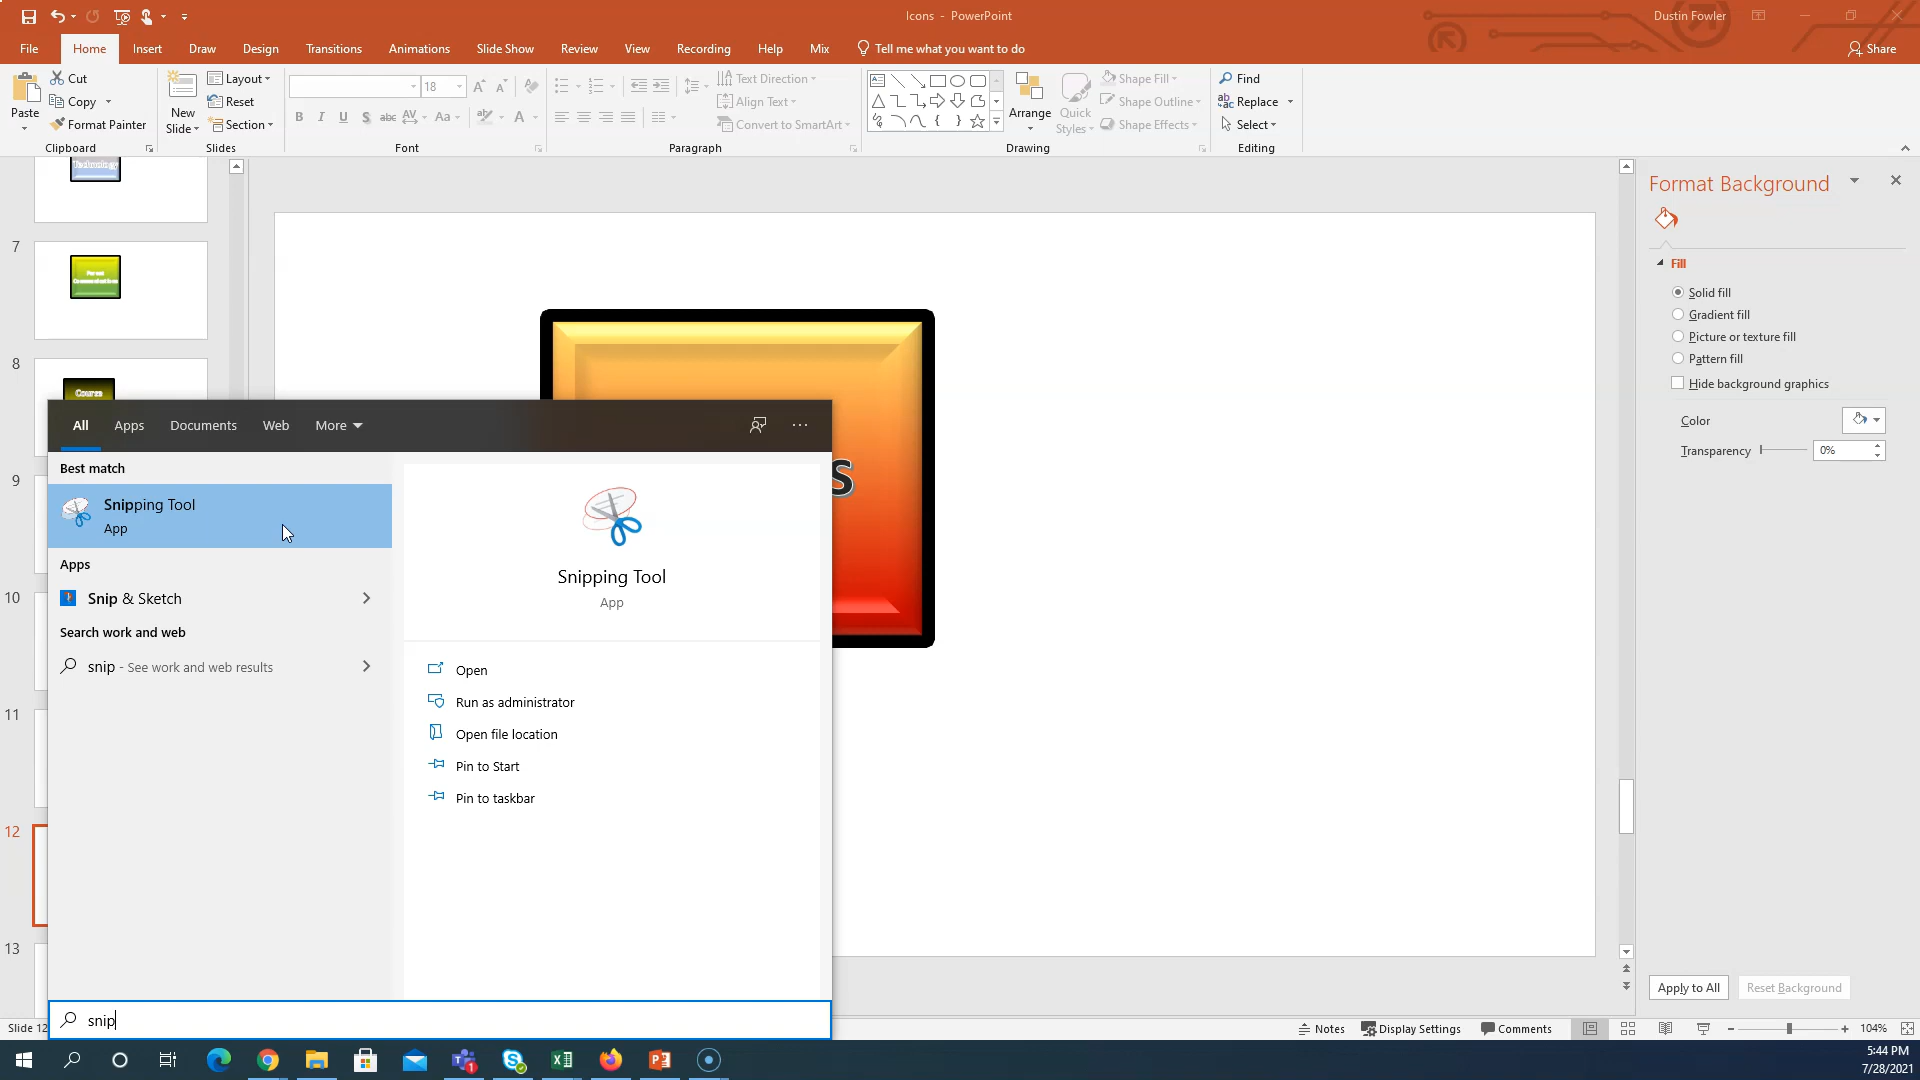 Icons - PowerPoint
Dustin Fowler
File Home Insert Draw Design Transitions Animations Slide Show Review View Recording Help Mix Tell me what you want to do
Share
Paste
Cut
Copy
Format Painter
Clipboard
New Slide
Layout
Reset
Section
Slides
18
B I U S abc AV Aa A
Font
Text Direction
Align Text
Convert to SmartArt
Paragraph
Arrange
Quick Styles
Shape Fill
Shape Outline
Shape Effects
Drawing
Find
Replace
Select
Editing
Technology
7
8
Course
9
10
11
12
13
s
Format Background
Fill
Solid fill
Gradient fill
Picture or texture fill
Pattern fill
Hide background graphics
Color
Transparency 0%
Apply to All Reset Background
All Apps Documents Web More
Best match
Snipping Tool
App
Apps
Snip & Sketch
Search work and web
snip - See work and web results
Snipping Tool
App
Open
Run as administrator
Open file location
Pin to Start
Pin to taskbar
snip
Slide 12
Notes Display Settings Comments 104%
5:44 PM
7/28/2021